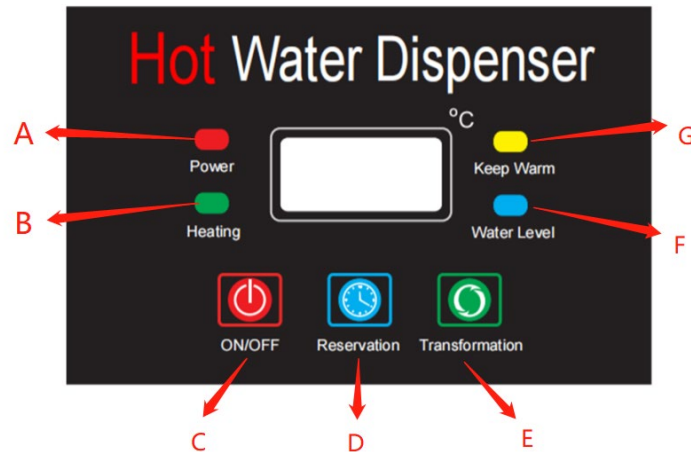 Hot Water Dispenser
°C
A
Power
Keep Warm
G
B
Heating
Water Level
F
ON/OFF
Reservation
Transformation
C
D
E